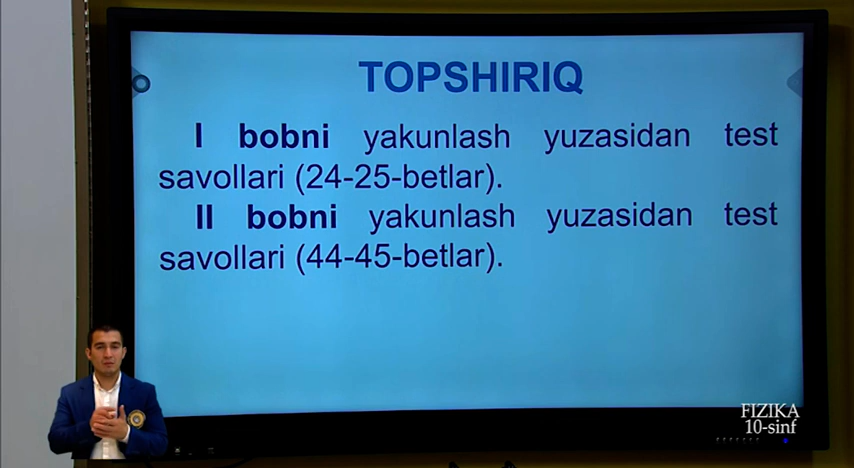 TOPSHIRIQ
I bobni yakunlash yuzasidan test
savollari (24-25-betlar).
II bobni yakunlash yuzasidan test
savollari (44-45-betlar).
FIZIKA
10-sinf